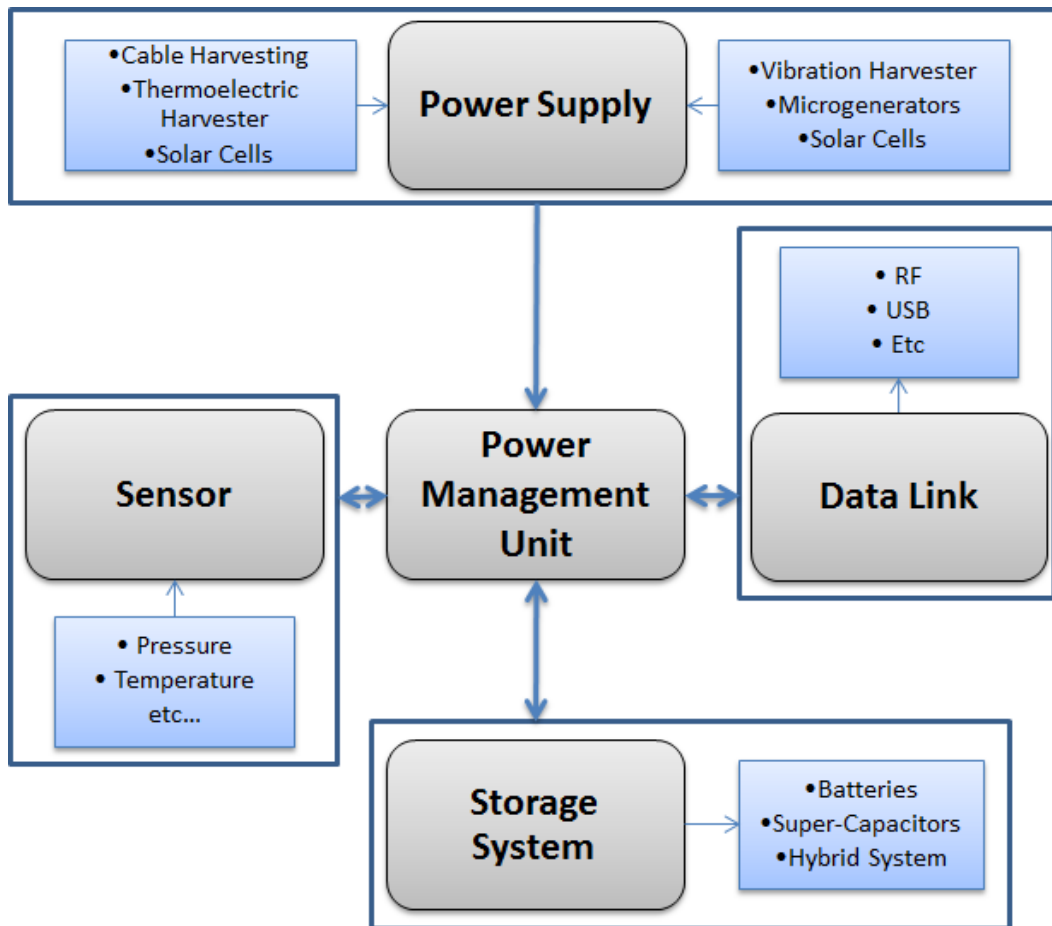 •Cable Harvesting
•Thermoelectric
Harvester
•Solar Cells
Power Supply
•Vibration Harvester
•Microgenerators
•Solar Cells
• RF
• USB
• Etc
Sensor
Power
Management
Unit
Data Link
• Pressure
• Temperature
etc...
Storage
System
•Batteries
•Super-Capacitors
•Hybrid System